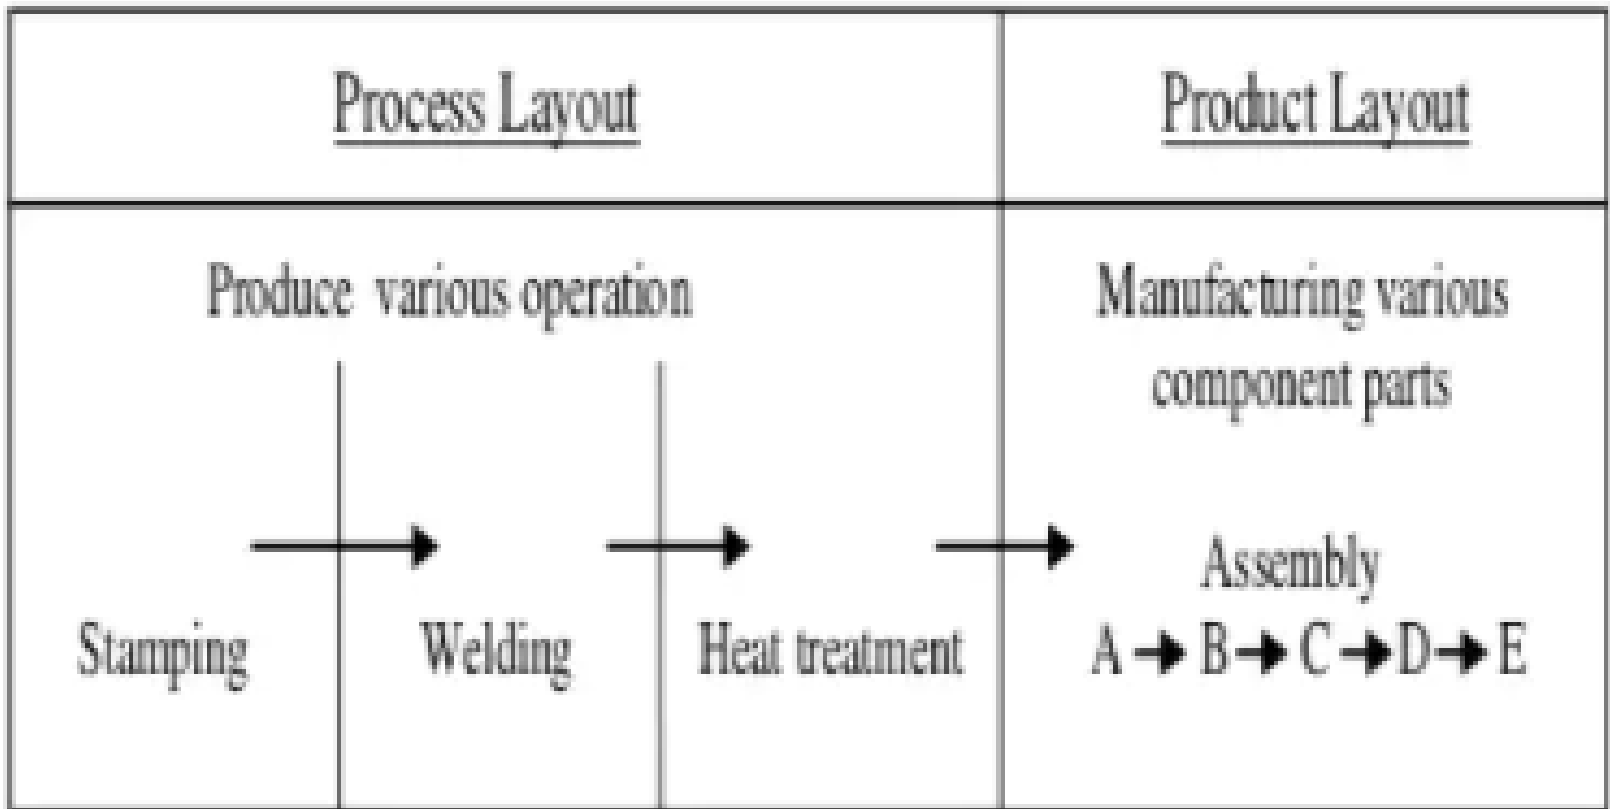 Process Layout
Product Layout
Produce various operation
Manufacturing various
component parts
Assembly
Stamping
Welding
Heat treatment
A → B → C → D → E